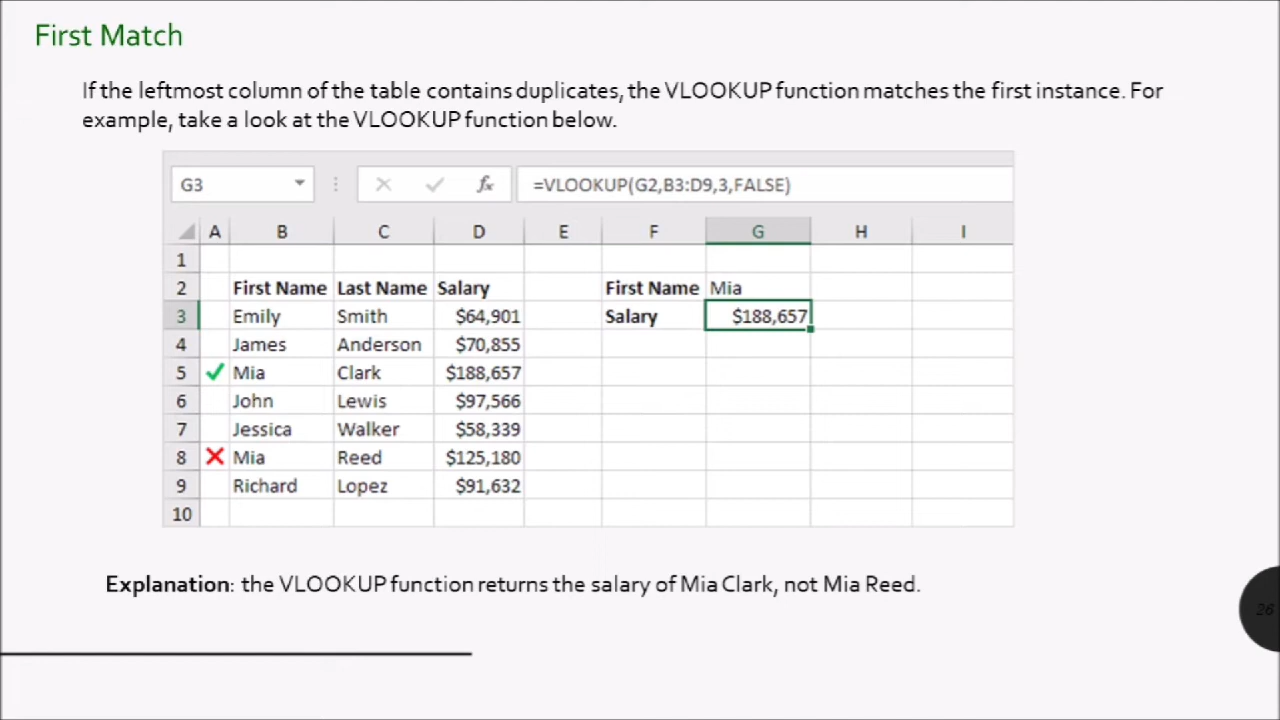 First Match
If the leftmost column of the table contains duplicates, the VLOOKUP function matches the first instance. For
example, take a look at the VLOOKUP function below.
G3 fx =VLOOKUP(G2,B3:D9,3,FALSE)
A B C D E F G H I
1
2 First Name Last Name Salary First Name Mia
3 Emily Smith $64,901 Salary $188,657
4 James Anderson $70,855
5 Mia Clark $188,657
6 John Lewis $97,566
7 Jessica Walker $58,339
8 Mia Reed $125,180
9 Richard Lopez $91,632
10
Explanation: the VLOOKUP function returns the salary of Mia Clark, not Mia Reed.
26